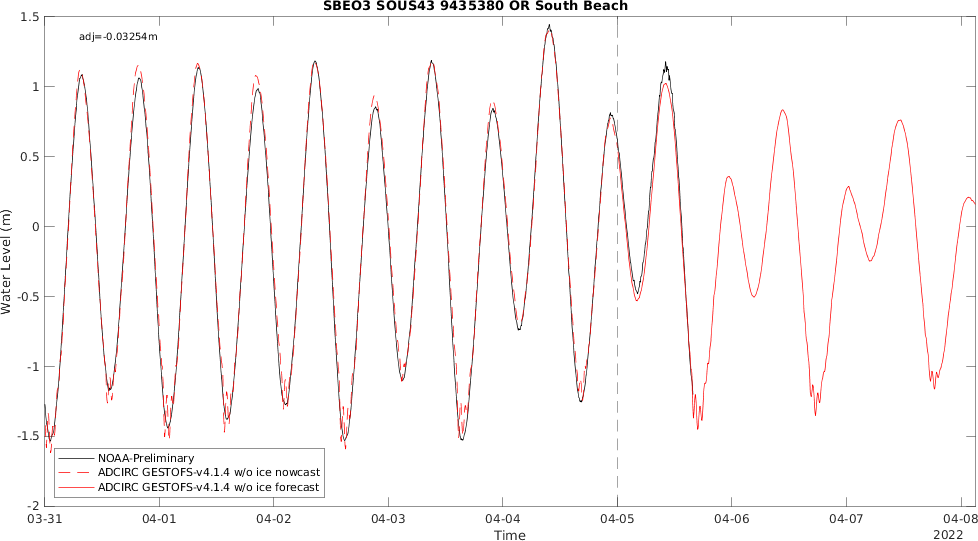 SBEO3 SOUS43 9435380 OR South Beach
adj=-0.03254m
1.5
1
0.5
0
-0.5
-1
-1.5
-2
Water Level (m)
NOAA-Preliminary
ADCIRC GESTOFS-v4.1.4 w/o ice nowcast
ADCIRC GESTOFS-v4.1.4 w/o ice forecast
03-31 04-01 04-02 04-03 04-04 04-05 04-06 04-07 04-08
Time
2022